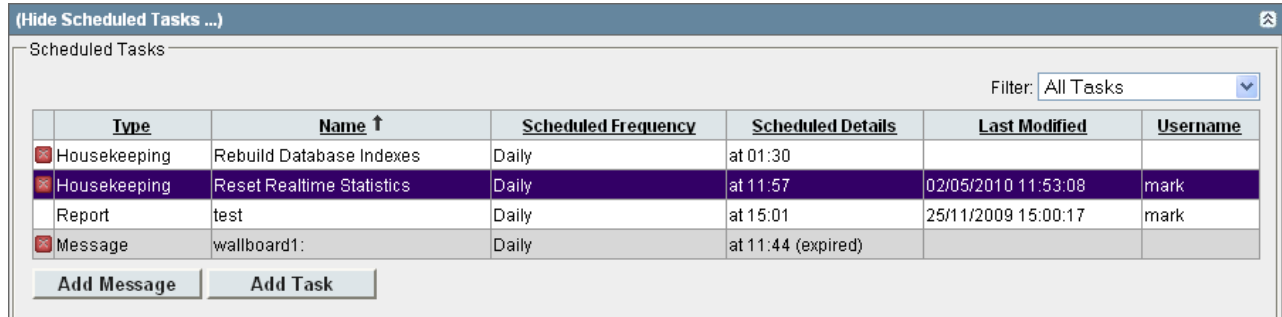 (Hide Scheduled Tasks ...)
Scheduled Tasks
Filter: All Tasks
Type Name ↑ Scheduled Frequency Scheduled Details Last Modified Username
Housekeeping Rebuild Database Indexes Daily at 01:30
Housekeeping Reset Realtime Statistics Daily at 11:57 02/05/2010 11:53:08 mark
Report test Daily at 15:01 25/11/2009 15:00:17 mark
Message wallboard1: Daily at 11:44 (expired)
Add Message Add Task